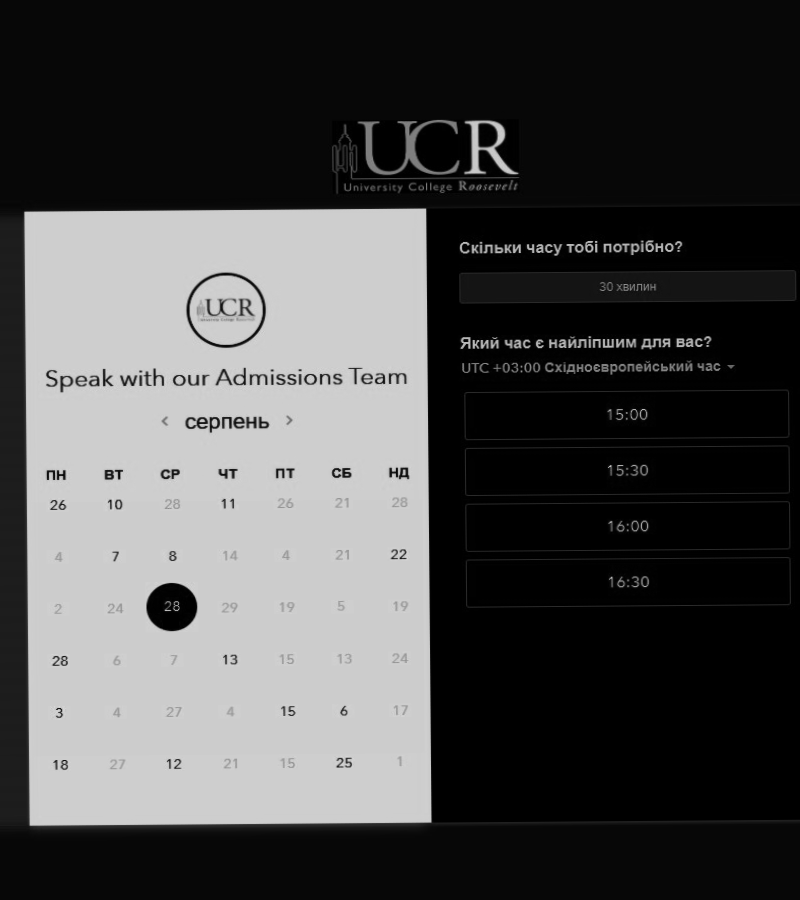 UCR
University College Roosevelt
UCR
University College Roosevelt
Speak with our Admissions Team
‹ серпень ›
ПН ВТ СР ЧТ ПТ СБ НД
26 10 28 11 26 21 28
4 7 8 14 4 21 22
2 24 28 29 19 5 19
28 6 7 13 15 13 24
3 4 27 4 15 6 17
18 27 12 21 15 25 1
Скільки часу тобі потрібно?
30 хвилин
Який час є найліпшим для вас?
UTC +03:00 Східноєвропейський час
15:00
15:30
16:00
16:30